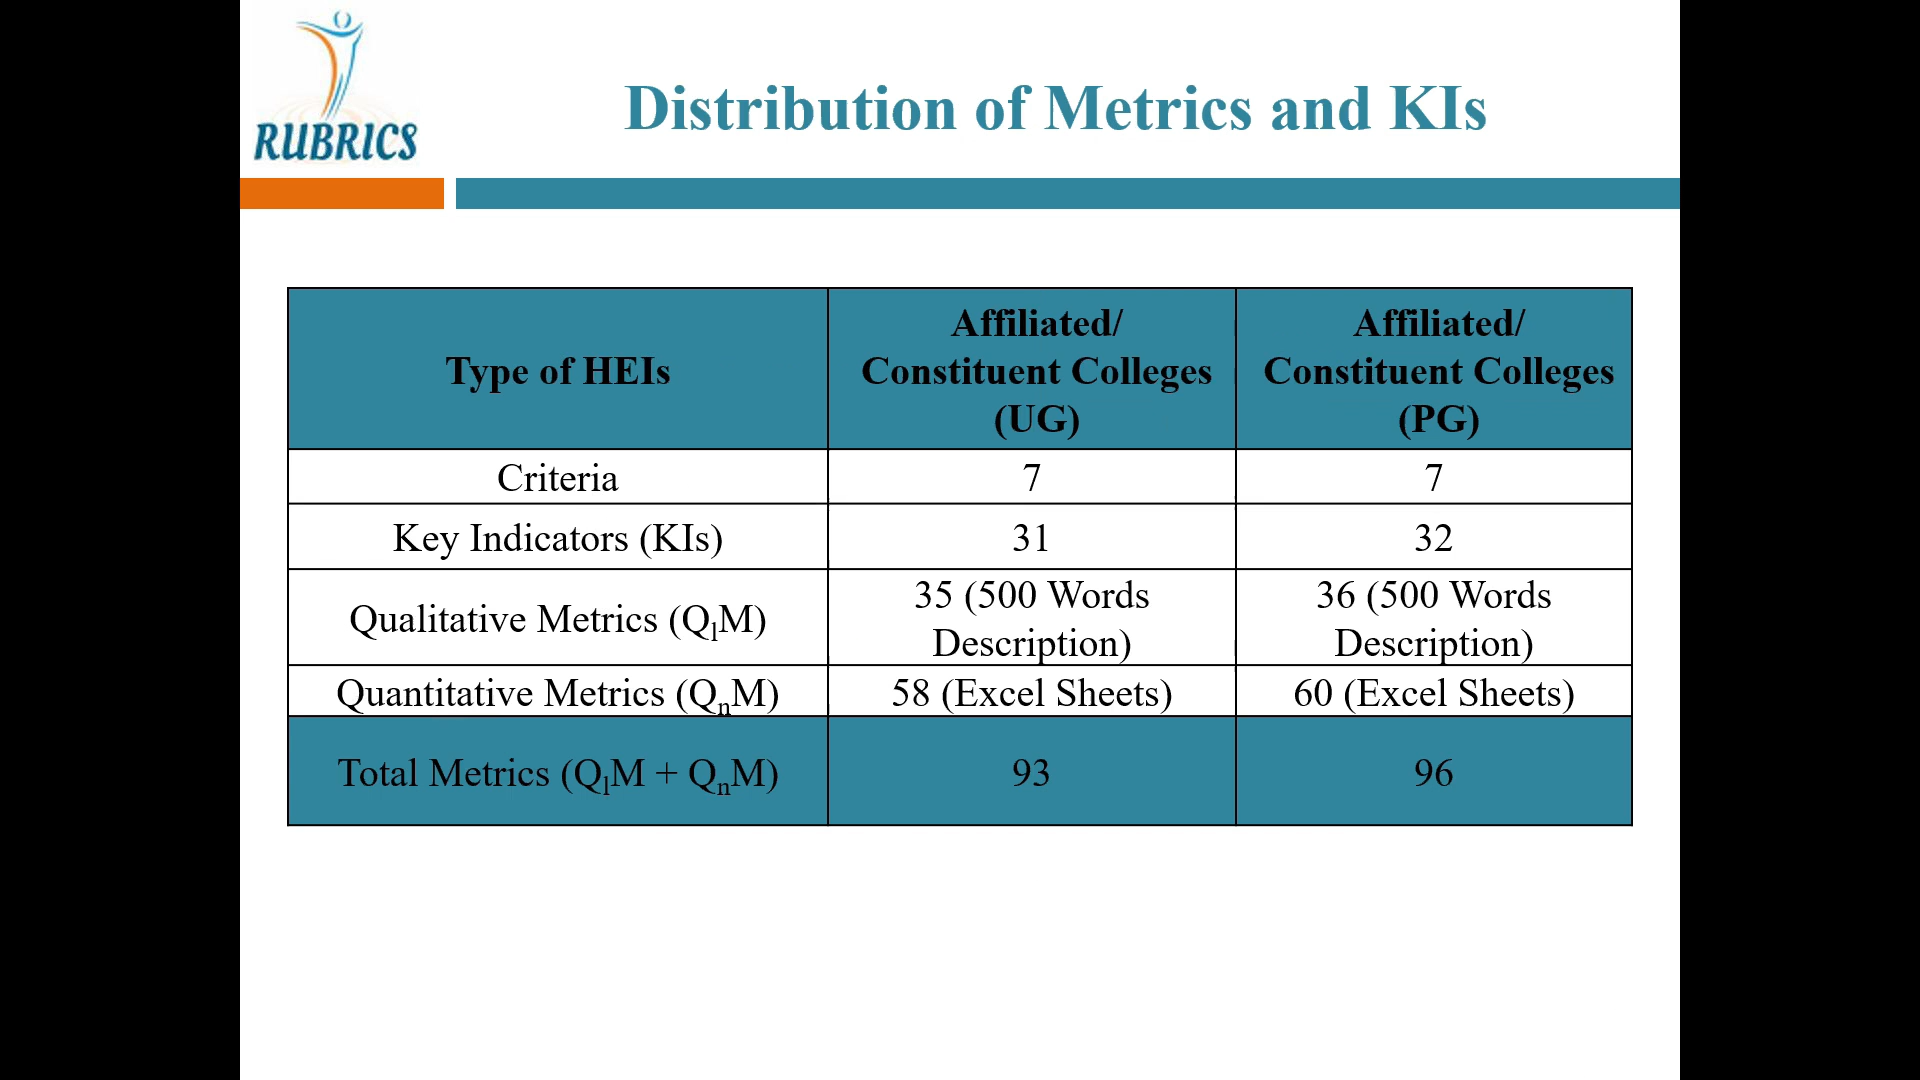 RUBRICS
Distribution of Metrics and KIs
Type of HEIs
Affiliated/
Constituent Colleges
(UG)
Affiliated/
Constituent Colleges
(PG)
Criteria
7
7
Key Indicators (KIs)
31
32
Qualitative Metrics (QlM)
35 (500 Words
Description)
36 (500 Words
Description)
Quantitative Metrics (QnM)
58 (Excel Sheets)
60 (Excel Sheets)
Total Metrics (QlM + QnM)
93
96